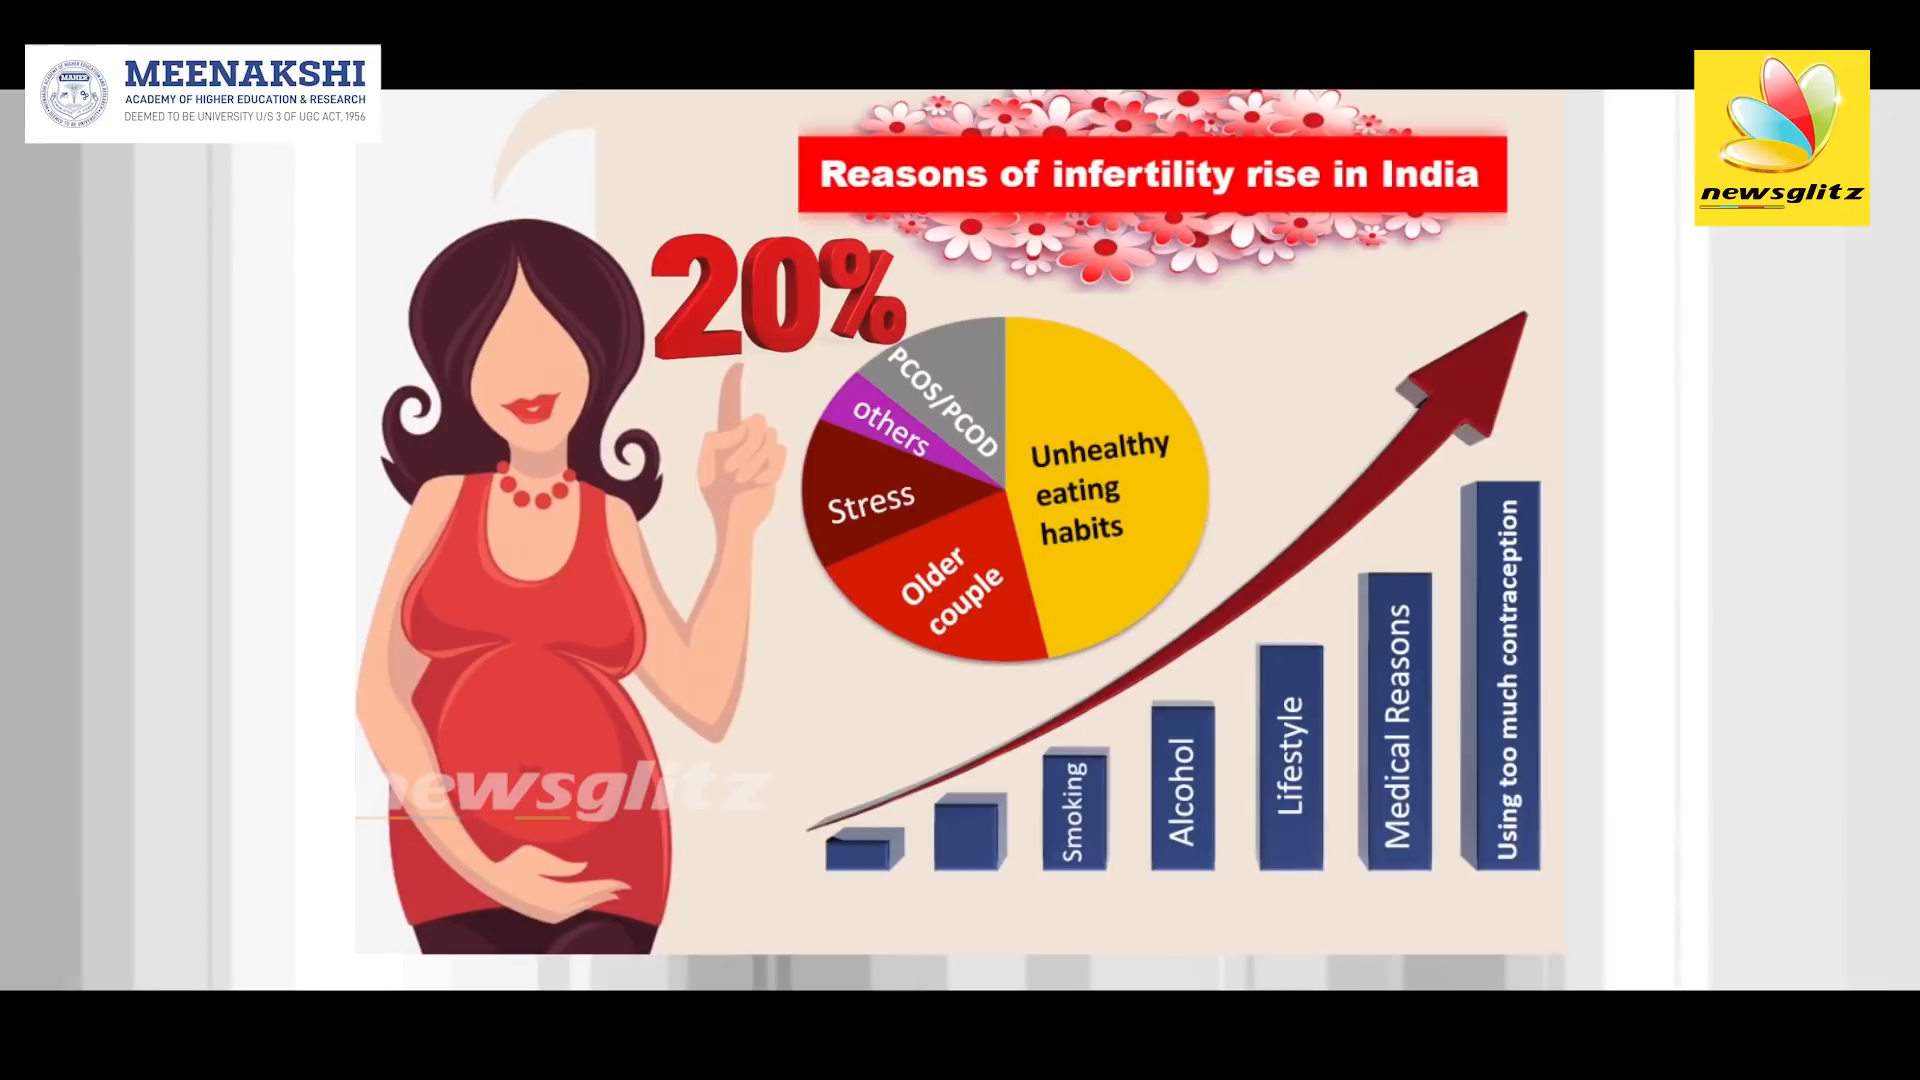 MEENAKSHI
ACADEMY OF HIGHER EDUCATION & RESEARCH
DEEMED TO BE UNIVERSITY U/S 3 OF UGC ACT, 1956
MAHER
newsglitz
Reasons of infertility rise in India
20%
PCOS/PCOD
others
Stress
Older
couple
Unhealthy
eating
habits
Smoking
Alcohol
Lifestyle
Medical Reasons
Using too much contraception
newsglitz